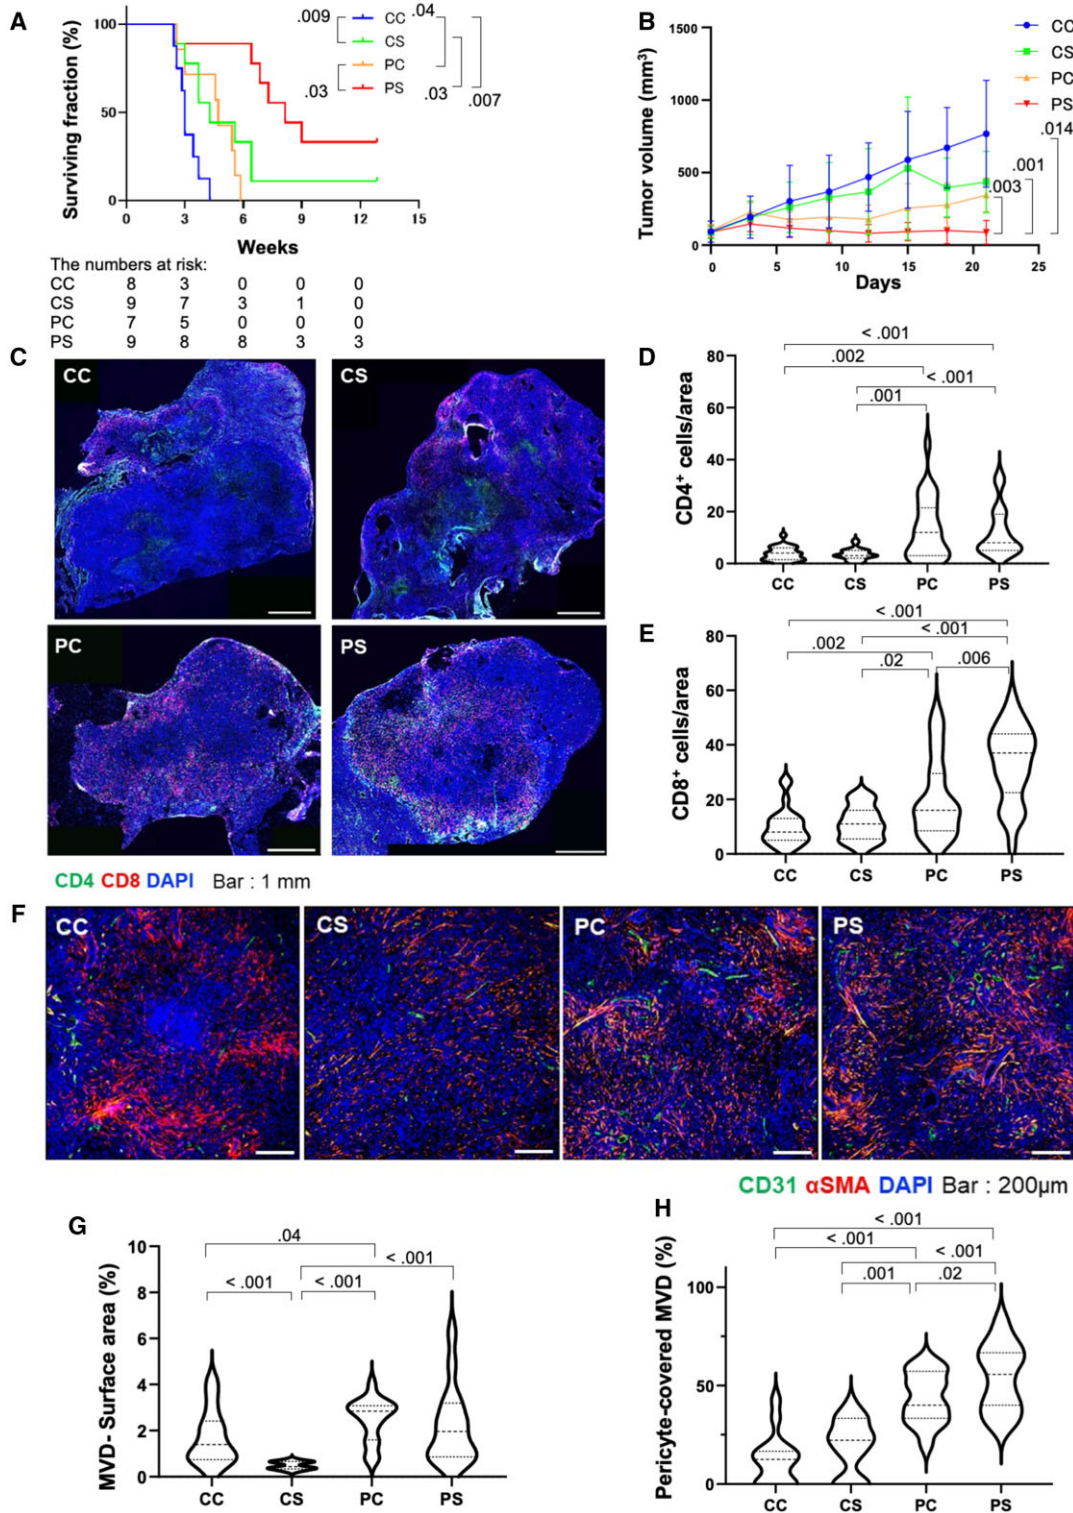 A
Surviving fraction (%)
100
50
0
0 3 6 9 12 15
Weeks
.009 .04
CC
CS
PC
PS
.03 .03 .007
The numbers at risk:
CC 8 3 0 0 0
CS 9 7 3 1 0
PC 7 5 0 0 0
PS 9 8 8 3 3
B
Tumor volume (mm³)
1500
1000
500
0
0 5 10 15 20 25
Days
CC
CS
PC
PS
.014
.001
.003
C
CC
CS
PC
PS
CD4 CD8 DAPI Bar : 1 mm
D
CD4⁺ cells/area
80
60
40
20
0
< .001
.002
< .001
.001
CC CS PC PS
E
CD8⁺ cells/area
80
60
40
20
0
< .001
< .001
.002
.02 .006
CC CS PC PS
F
CC
CS
PC
PS
CD31 αSMA DAPI Bar : 200µm
G
MVD- Surface area (%)
10
8
6
4
2
0
.04
< .001
< .001 < .001
CC CS PC PS
H
Pericyte-covered MVD (%)
100
50
0
< .001
< .001 < .001
.001 .02
CC CS PC PS